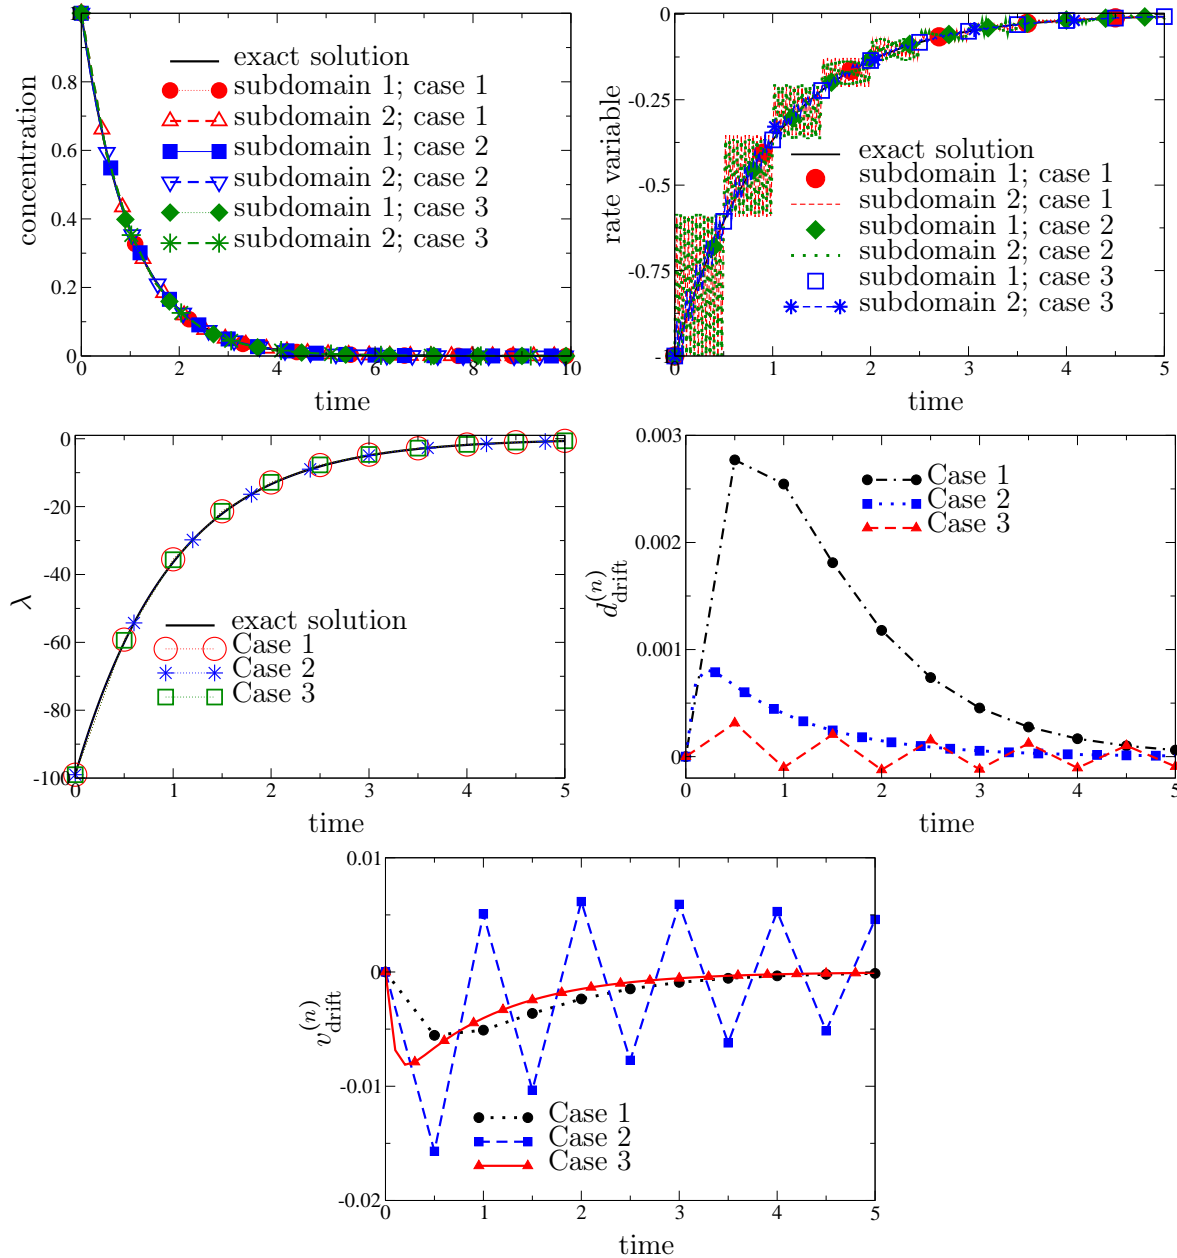 concentration
0.8
0.6
0.4
0.2
0
0 2 4 6 8 10
time
exact solution
subdomain 1; case 1
subdomain 2; case 1
subdomain 1; case 2
subdomain 2; case 2
subdomain 1; case 3
subdomain 2; case 3
rate variable
0
-0.25
-0.5
-0.75
-1
0 1 2 3 4 5
time
exact solution
subdomain 1; case 1
subdomain 2; case 1
subdomain 1; case 2
subdomain 2; case 2
subdomain 1; case 3
subdomain 2; case 3
λ
0
-20
-40
-60
-80
-100
0 1 2 3 4 5
time
exact solution
Case 1
Case 2
Case 3
d_drift^(n)
0.003
0.002
0.001
0
0 1 2 3 4 5
time
Case 1
Case 2
Case 3
v_drift^(n)
0.01
0
-0.01
-0.02
0 1 2 3 4 5
time
Case 1
Case 2
Case 3